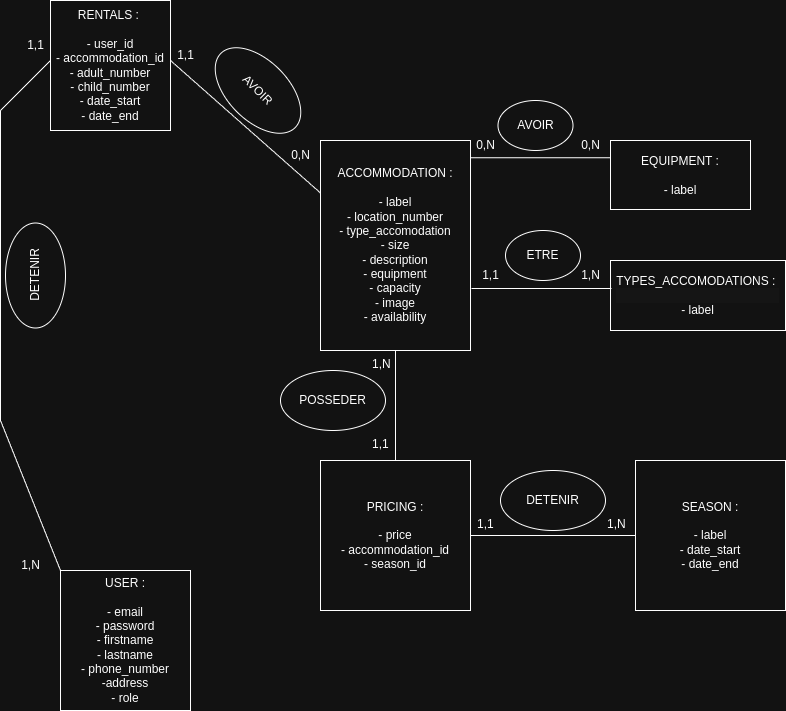 RENTALS :
- user_id
- accommodation_id
- adult_number
- child_number
- date_start
- date_end
1,1
1,1
AVOIR
0,N
ACCOMMODATION :
- label
- location_number
- type_accomodation
- size
- description
- equipment
- capacity
- image
- availability
0,N
AVOIR
0,N
EQUIPMENT :
- label
1,1
ETRE
1,N
TYPES_ACCOMODATIONS :
- label
DETENIR
1,N
POSSEDER
1,1
PRICING :
- price
- accommodation_id
- season_id
1,1
DETENIR
1,N
SEASON :
- label
- date_start
- date_end
1,N
USER :
- email
- password
- firstname
- lastname
- phone_number
-address
- role